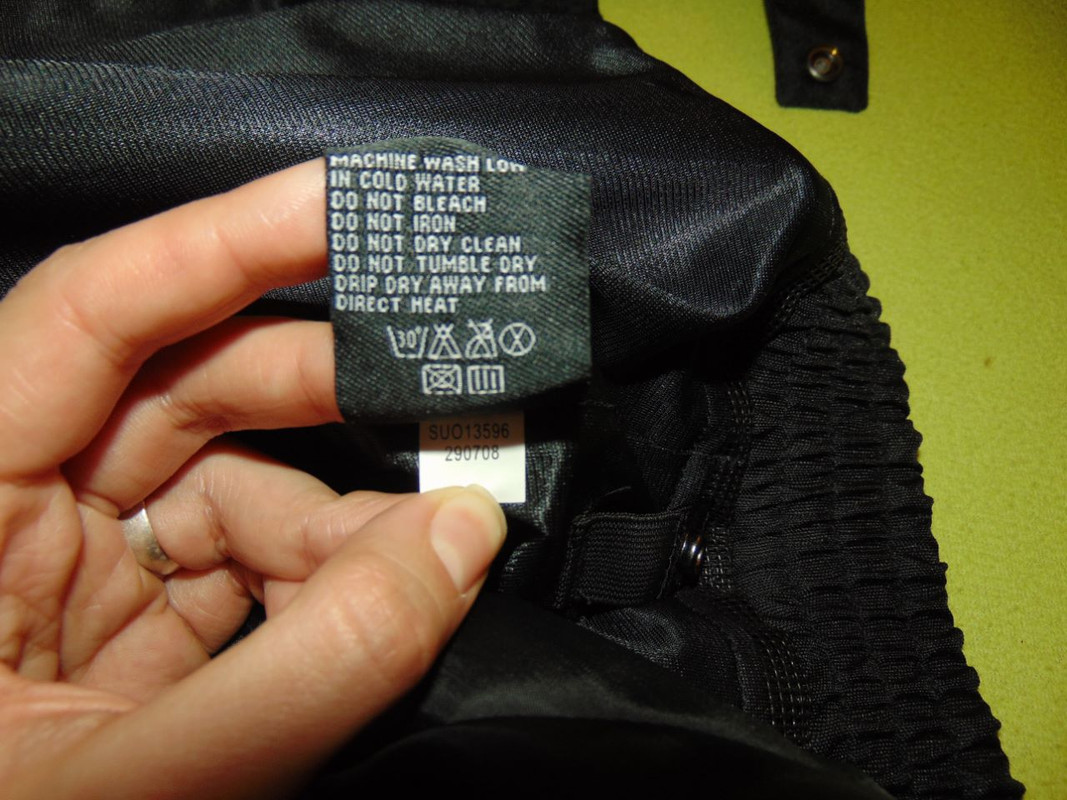 MACHINE WASH LOW
IN COLD WATER
DO NOT BLEACH
DO NOT IRON
DO NOT DRY CLEAN
DO NOT TUMBLE DRY
DRIP DRY AWAY FROM
DIRECT HEAT
30°
SUO13596
290708